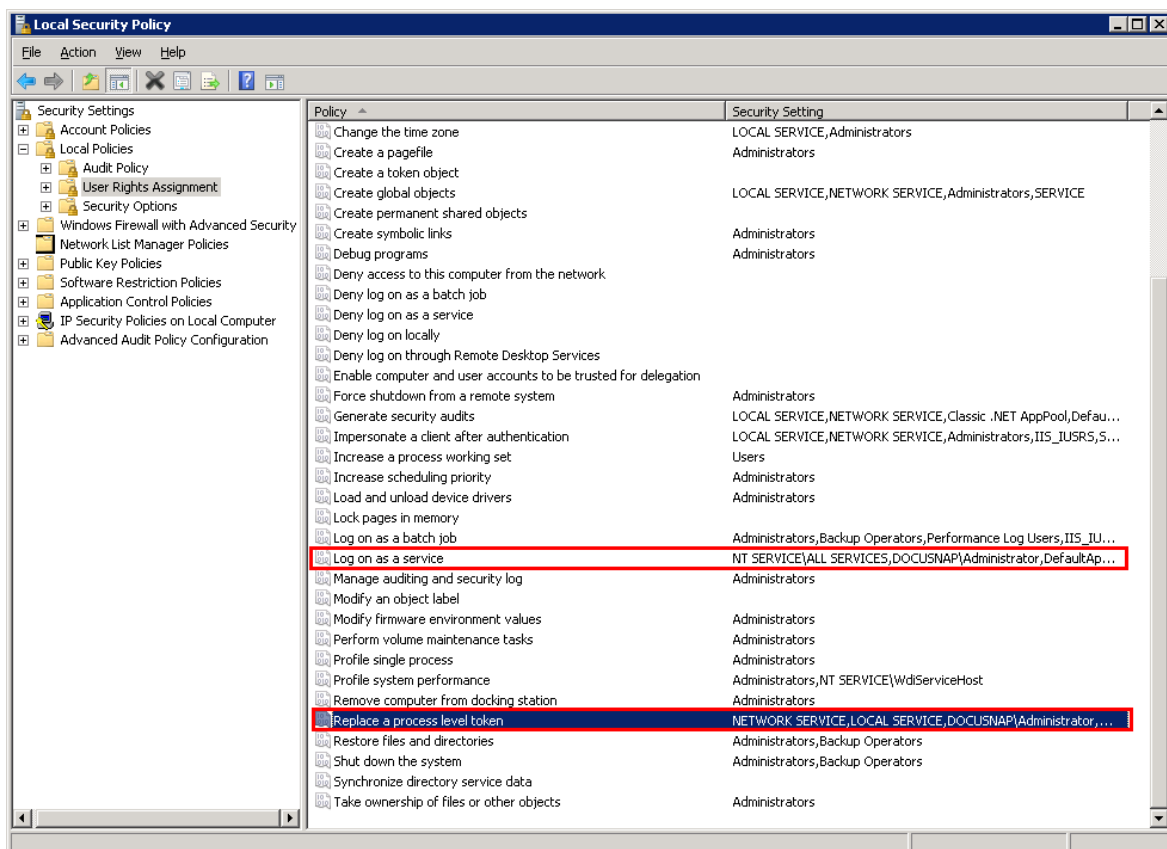 Local Security Policy
File Action View Help
Security Settings
Account Policies
Local Policies
Audit Policy
User Rights Assignment
Security Options
Windows Firewall with Advanced Security
Network List Manager Policies
Public Key Policies
Software Restriction Policies
Application Control Policies
IP Security Policies on Local Computer
Advanced Audit Policy Configuration
Policy Security Setting
Change the time zone LOCAL SERVICE,Administrators
Create a pagefile Administrators
Create a token object
Create global objects LOCAL SERVICE,NETWORK SERVICE,Administrators,SERVICE
Create permanent shared objects
Create symbolic links Administrators
Debug programs Administrators
Deny access to this computer from the network
Deny log on as a batch job
Deny log on as a service
Deny log on locally
Deny log on through Remote Desktop Services
Enable computer and user accounts to be trusted for delegation
Force shutdown from a remote system Administrators
Generate security audits LOCAL SERVICE,NETWORK SERVICE,Classic .NET AppPool,Defau...
Impersonate a client after authentication LOCAL SERVICE,NETWORK SERVICE,Administrators,IIS_IUSRS,S...
Increase a process working set Users
Increase scheduling priority Administrators
Load and unload device drivers Administrators
Lock pages in memory
Log on as a batch job Administrators,Backup Operators,Performance Log Users,IIS_IU...
Log on as a service NT SERVICE\ALL SERVICES,DOCUSNAP\Administrator,DefaultAp...
Manage auditing and security log Administrators
Modify an object label
Modify firmware environment values Administrators
Perform volume maintenance tasks Administrators
Profile single process Administrators
Profile system performance Administrators,NT SERVICE\WdiServiceHost
Remove computer from docking station Administrators
Replace a process level token NETWORK SERVICE,LOCAL SERVICE,DOCUSNAP\Administrator,...
Restore files and directories Administrators,Backup Operators
Shut down the system Administrators,Backup Operators
Synchronize directory service data
Take ownership of files or other objects Administrators